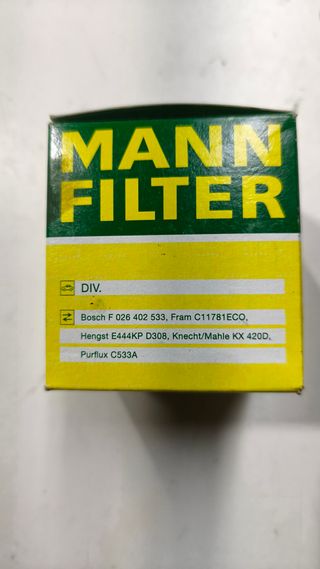 MANN
FILTER
DIV.
Bosch F 026 402 533, Fram C11781ECO,
Hengst E444KP D308, Knecht/Mahle KX 420D,
Purflux C533A